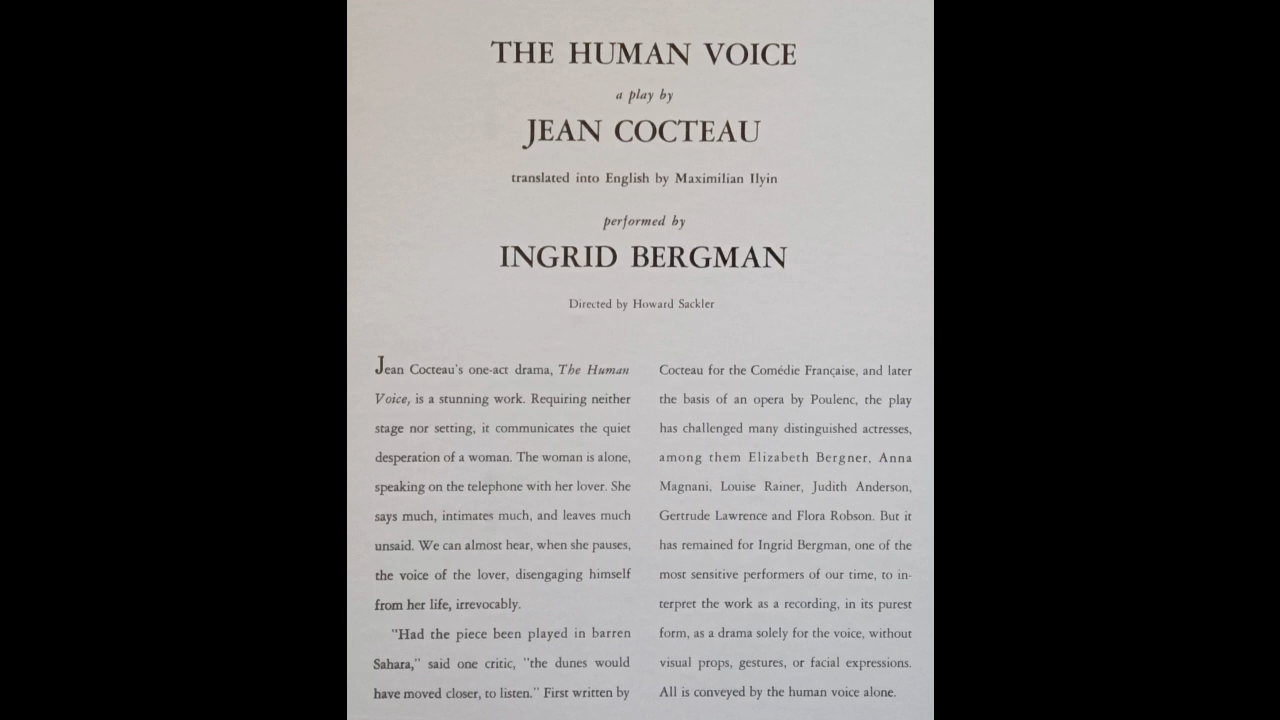 THE HUMAN VOICE
a play by
JEAN COCTEAU
translated into English by Maximilian Ilyin
performed by
INGRID BERGMAN
Directed by Howard Sackler
Jean Cocteau's one-act drama, The Human
Voice, is a stunning work. Requiring neither
stage nor setting, it communicates the quiet
desperation of a woman. The woman is alone,
speaking on the telephone with her lover. She
says much, intimates much, and leaves much
unsaid. We can almost hear, when she pauses,
the voice of the lover, disengaging himself
from her life, irrevocably.
"Had the piece been played in barren
Sahara," said one critic, "the dunes would
have moved closer, to listen." First written by
Cocteau for the Comédie Française, and later
the basis of an opera by Poulenc, the play
has challenged many distinguished actresses,
among them Elizabeth Bergner, Anna
Magnani, Louise Rainer, Judith Anderson,
Gertrude Lawrence and Flora Robson. But it
has remained for Ingrid Bergman, one of the
most sensitive performers of our time, to in-
terpret the work as a recording, in its purest
form, as a drama solely for the voice, without
visual props, gestures, or facial expressions.
All is conveyed by the human voice alone.